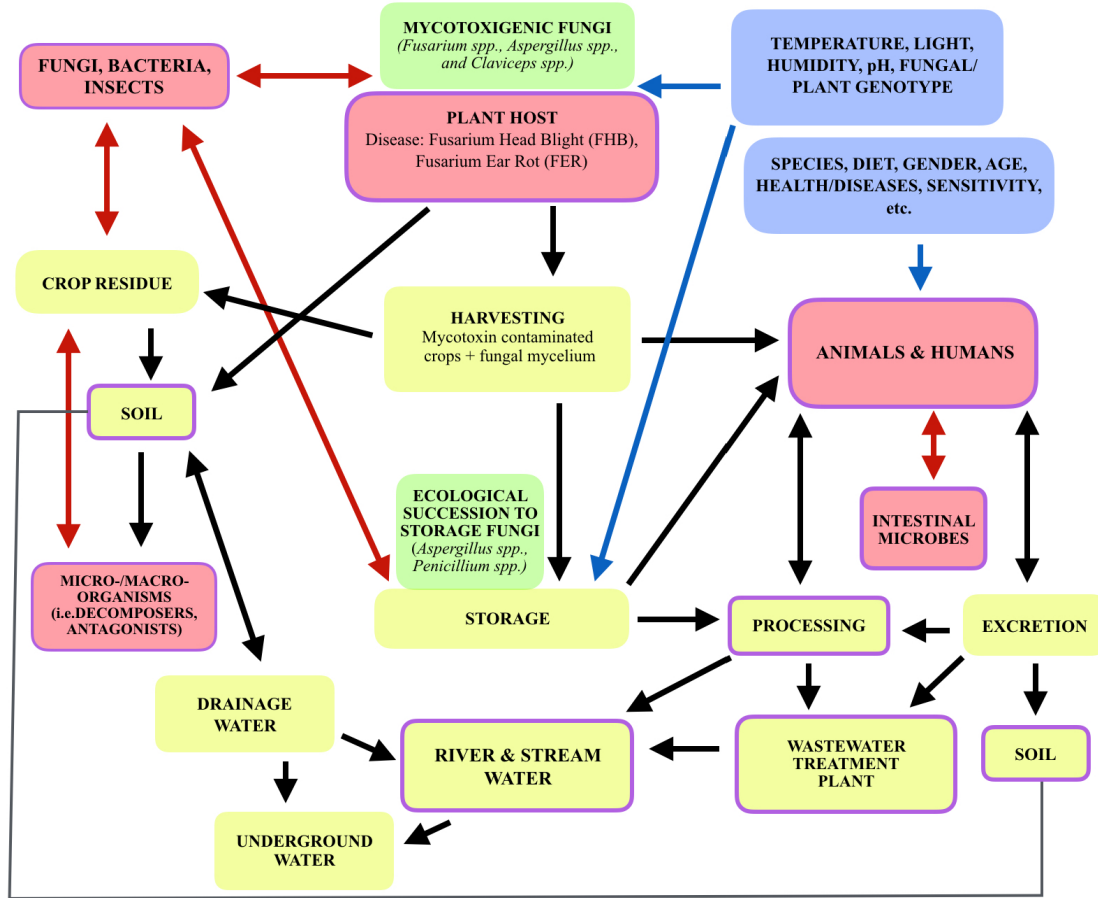 MYCOTOXIGENIC FUNGI
(Fusarium spp., Aspergillus spp.,
and Claviceps spp.)
TEMPERATURE, LIGHT,
HUMIDITY, pH, FUNGAL/
PLANT GENOTYPE
FUNGI, BACTERIA,
INSECTS
PLANT HOST
Disease: Fusarium Head Blight (FHB),
Fusarium Ear Rot (FER)
SPECIES, DIET, GENDER, AGE,
HEALTH/DISEASES, SENSITIVITY,
etc.
CROP RESIDUE
HARVESTING
Mycotoxin contaminated
crops + fungal mycelium
ANIMALS & HUMANS
SOIL
ECOLOGICAL
SUCCESSION TO
STORAGE FUNGI
(Aspergillus spp.,
Penicillium spp.)
INTESTINAL
MICROBES
MICRO-/MACRO-
ORGANISMS
(i.e.DECOMPOSERS,
ANTAGONISTS)
STORAGE
PROCESSING
EXCRETION
DRAINAGE
WATER
RIVER & STREAM
WATER
WASTEWATER
TREATMENT
PLANT
SOIL
UNDERGROUND
WATER